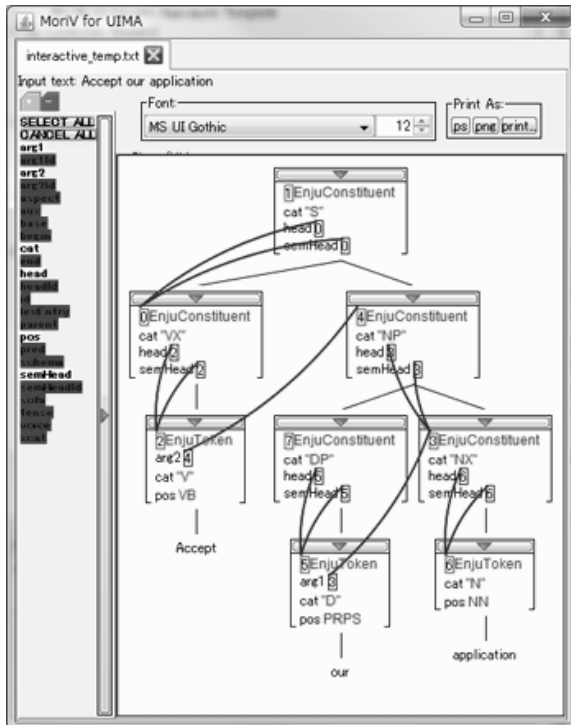 MoriV for UIMA
interactive_temp.txt
Input text: Accept our application
Font:
MS UI Gothic
12
Print As:
ps png print...
SELECT ALL
CANCEL ALL
arg1
arg1Id
arg2
arg2Id
aspect
aux
base
begin
cat
end
head
headId
id
lexEntry
parent
pos
pred
schema
semHead
semHeadId
sofa
tense
voice
xcat
1EnjuConstituent
cat "S"
head 0
semHead 0
0EnjuConstituent
cat "VX"
head 2
semHead 2
4EnjuConstituent
cat "NP"
head 3
semHead 3
2EnjuToken
arg2 4
cat "V"
pos VB
Accept
7EnjuConstituent
cat "DP"
head 5
semHead 5
3EnjuConstituent
cat "NX"
head 6
semHead 6
5EnjuToken
arg1 3
cat "D"
pos PRPS
our
6EnjuToken
cat "N"
pos NN
application